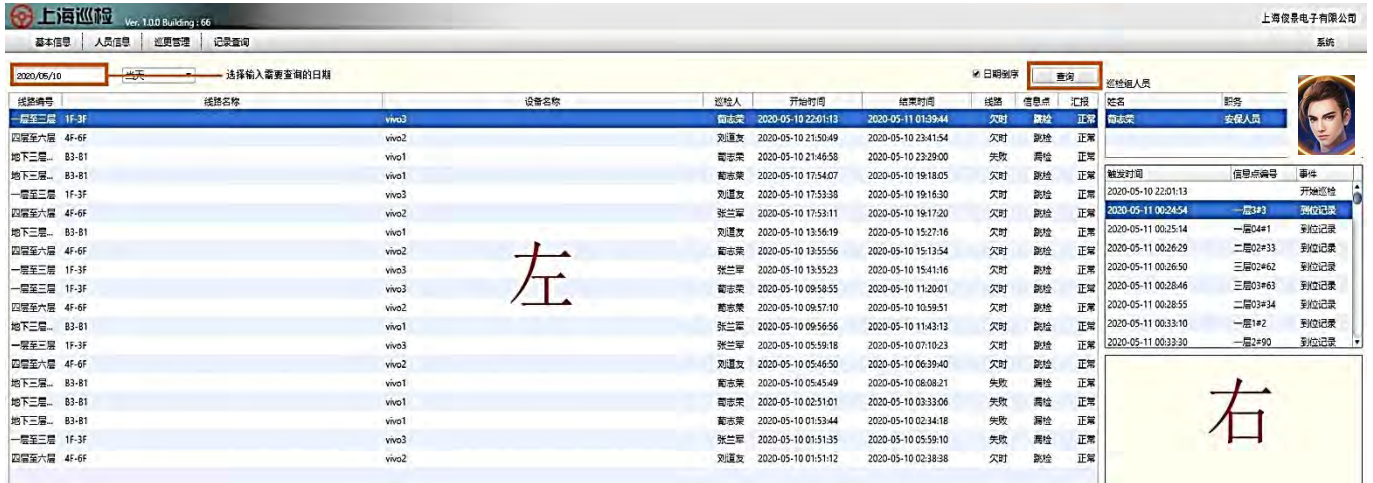 上海巡检 Ver. 1.0.0 Building : 66 上海俊景电子有限公司
基本信息 人员信息 巡更管理 记录查询 系统
2020/05/10 当天 选择输入需要查询的日期 日期倒序 查询 巡检组人员
线路编号 线路名称 设备名称 巡检人 开始时间 结束时间 线路 信息点 汇报 姓名 职务
一层至三层 1F-3F vivo3 荀志荣 2020-05-10 22:01:13 2020-05-11 01:39:44 欠时 跳检 正常 荀志荣 安保人员
四层至六层 4F-6F vivo2 刘道友 2020-05-10 21:50:49 2020-05-10 23:41:54 欠时 跳检 正常
地下三层... B3-B1 vivo1 荀志荣 2020-05-10 21:46:58 2020-05-10 23:29:00 失败 漏检 正常
地下三层... B3-B1 vivo1 荀志荣 2020-05-10 17:54:07 2020-05-10 19:18:05 欠时 跳检 正常 触发时间 信息点编号 事件
一层至三层 1F-3F vivo3 刘道友 2020-05-10 17:53:38 2020-05-10 19:16:30 欠时 跳检 正常 2020-05-10 22:01:13 开始巡检
四层至六层 4F-6F vivo2 张兰军 2020-05-10 17:53:11 2020-05-10 19:17:20 欠时 跳检 正常 2020-05-11 00:24:54 一层3#3 到位记录
地下三层... B3-B1 vivo1 刘道友 2020-05-10 13:56:19 2020-05-10 15:27:16 欠时 跳检 正常 2020-05-11 00:25:14 一层04#1 到位记录
四层至六层 4F-6F vivo2 荀志荣 2020-05-10 13:55:56 2020-05-10 15:13:54 欠时 跳检 正常 2020-05-11 00:26:29 二层02#33 到位记录
一层至三层 1F-3F vivo3 张兰军 2020-05-10 13:55:23 2020-05-10 15:41:16 欠时 跳检 正常 2020-05-11 00:26:50 三层02#62 到位记录
一层至三层 1F-3F vivo3 荀志荣 2020-05-10 09:58:55 2020-05-10 11:20:01 欠时 跳检 正常 2020-05-11 00:28:46 三层03#63 到位记录
四层至六层 4F-6F vivo2 荀志荣 2020-05-10 09:57:10 2020-05-10 10:59:51 欠时 跳检 正常 2020-05-11 00:28:55 二层03#34 到位记录
地下三层... B3-B1 vivo1 张兰军 2020-05-10 09:56:56 2020-05-10 11:43:13 欠时 跳检 正常 2020-05-11 00:33:10 一层1#2 到位记录
一层至三层 1F-3F vivo3 张兰军 2020-05-10 05:59:18 2020-05-10 07:10:23 欠时 跳检 正常 2020-05-11 00:33:30 一层2#90 到位记录
四层至六层 4F-6F vivo2 刘道友 2020-05-10 05:46:50 2020-05-10 06:39:40 欠时 跳检 正常
地下三层... B3-B1 vivo1 荀志荣 2020-05-10 05:45:49 2020-05-10 08:08:21 失败 漏检 正常
地下三层... B3-B1 vivo1 荀志荣 2020-05-10 02:51:01 2020-05-10 03:33:06 失败 漏检 正常
地下三层... B3-B1 vivo1 荀志荣 2020-05-10 01:53:44 2020-05-10 02:34:18 失败 漏检 正常
一层至三层 1F-3F vivo3 张兰军 2020-05-10 01:51:35 2020-05-10 05:59:10 失败 漏检 正常
四层至六层 4F-6F vivo2 刘道友 2020-05-10 01:51:12 2020-05-10 02:38:38 欠时 跳检 正常
左
右